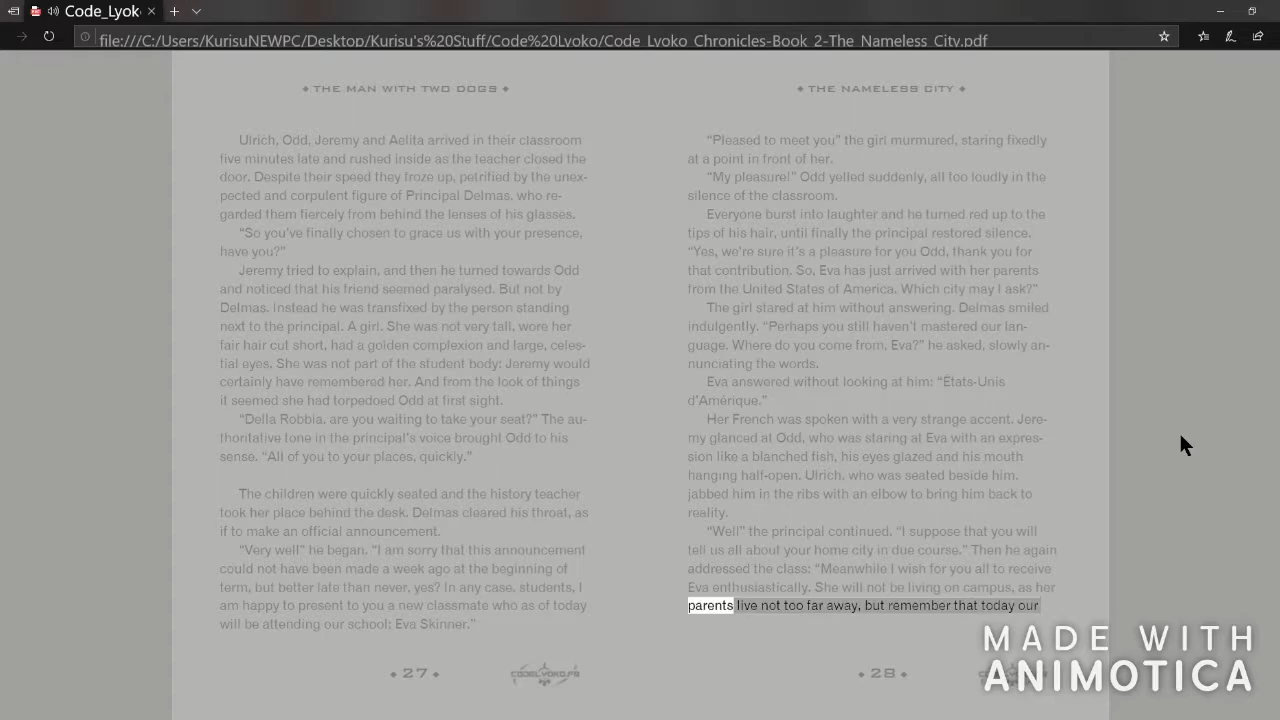 Code_Lyok
file:///C:/Users/KurisuNEWPC/Desktop/Kurisu's%20Stuff/Code%20Lyoko/Code_Lyoko_Chronicles-Book_2-The_Nameless_City.pdf
THE MAN WITH TWO DOGS
Ulrich, Odd, Jeremy and Aelita arrived in their classroom
five minutes late and rushed inside as the teacher closed the
door. Despite their speed they froze up, petrified by the unex-
pected and corpulent figure of Principal Delmas, who re-
garded them fiercely from behind the lenses of his glasses.
“So you've finally chosen to grace us with your presence,
have you?”
Jeremy tried to explain, and then he turned towards Odd
and noticed that his friend seemed paralysed. But not by
Delmas. Instead he was transfixed by the person standing
next to the principal. A girl. She was not very tall, wore her
fair hair cut short, had a golden complexion and large, celes-
tial eyes. She was not part of the student body: Jeremy would
certainly have remembered her. And from the look of things
it seemed she had torpedoed Odd at first sight.
“Della Robbia, are you waiting to take your seat?” The au-
thoritative tone in the principal's voice brought Odd to his
sense. “All of you to your places, quickly.”
The children were quickly seated and the history teacher
took her place behind the desk. Delmas cleared his throat, as
if to make an official announcement.
“Very well” he began. “I am sorry that this announcement
could not have been made a week ago at the beginning of
term, but better late than never, yes? In any case, students, I
am happy to present to you a new classmate who as of today
will be attending our school: Eva Skinner.”
27
CODELYOKO.FR
THE NAMELESS CITY
“Pleased to meet you” the girl murmured, staring fixedly
at a point in front of her.
“My pleasure!” Odd yelled suddenly, all too loudly in the
silence of the classroom.
Everyone burst into laughter and he turned red up to the
tips of his hair, until finally the principal restored silence.
“Yes, we're sure it's a pleasure for you Odd, thank you for
that contribution. So, Eva has just arrived with her parents
from the United States of America. Which city may I ask?”
The girl stared at him without answering. Delmas smiled
indulgently. “Perhaps you still haven't mastered our lan-
guage. Where do you come from, Eva?” he asked, slowly an-
nunciating the words.
Eva answered without looking at him: “États-Unis
d'Amérique.”
Her French was spoken with a very strange accent. Jere-
my glanced at Odd, who was staring at Eva with an expres-
sion like a blanched fish, his eyes glazed and his mouth
hanging half-open. Ulrich, who was seated beside him,
jabbed him in the ribs with an elbow to bring him back to
reality.
“Well” the principal continued. “I suppose that you will
tell us all about your home city in due course.” Then he again
addressed the class: “Meanwhile I wish for you all to receive
Eva enthusiastically. She will not be living on campus, as her
parents live not too far away, but remember that today our
28
MADE WITH
ANIMOTICA